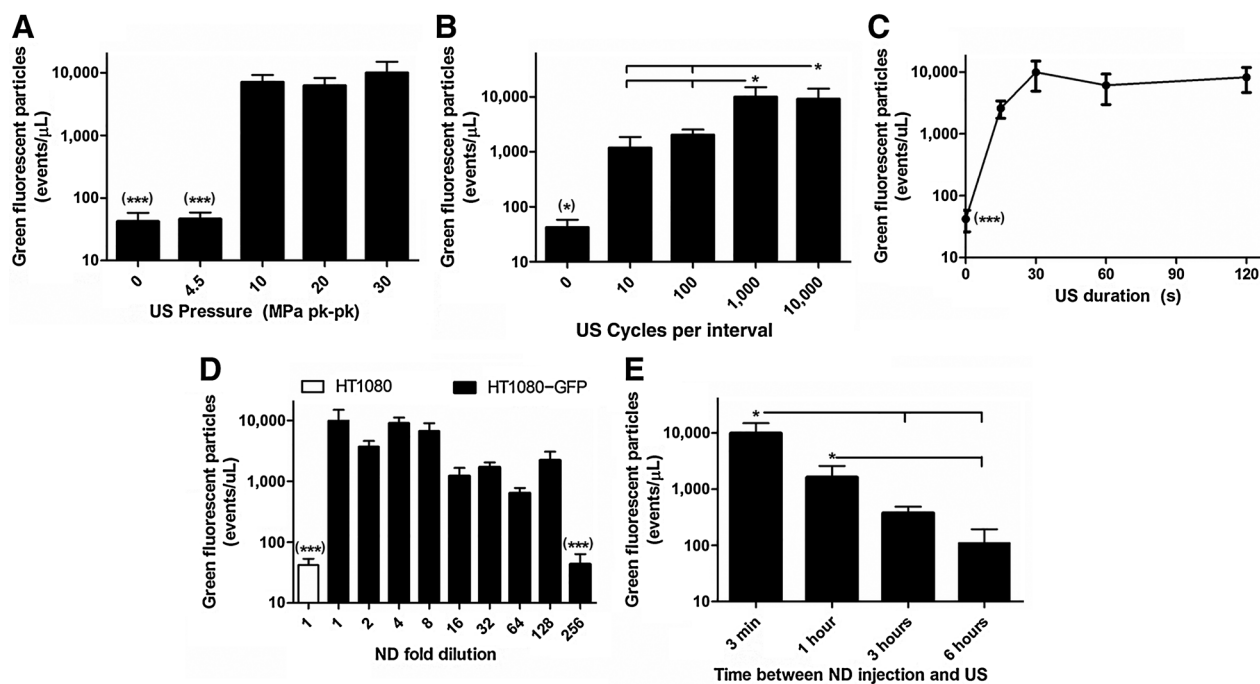 A
Green fluorescent particles
(events/μL)
10,000
1,000
100
10
(***)
(***)
0
4.5
10
20
30
US Pressure (MPa pk-pk)
B
Green fluorescent particles
(events/μL)
10,000
1,000
100
10
(*)
*
*
0
10
100
1,000
10,000
US Cycles per interval
C
Green fluorescent particles
(events/uL)
10,000
1,000
100
10
(***)
0
30
60
90
120
US duration (s)
D
HT1080
HT1080-GFP
Green fluorescent particles
(events/uL)
10,000
1,000
100
10
(***)
(***)
1
1
2
4
8
16
32
64
128
256
ND fold dilution
E
Green fluorescent particles
(events/μL)
10,000
1,000
100
10
*
*
3 min
1 hour
3 hours
6 hours
Time between ND injection and US